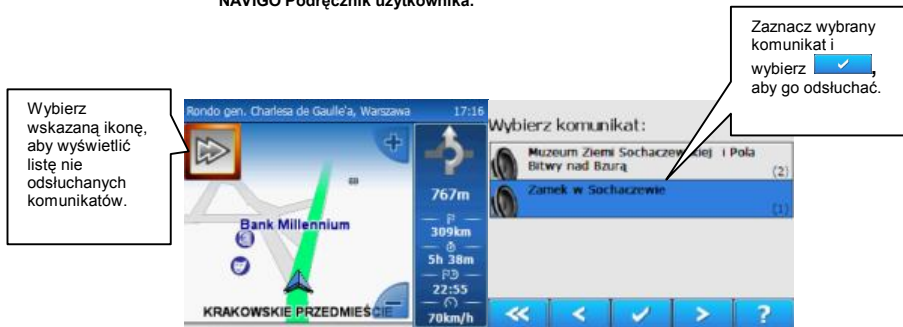 NAVIGO Podręcznik użytkownika.
Zaznacz wybrany
komunikat i
wybierz ,
aby go odsłuchać.
Wybierz
wskazaną ikonę,
aby wyświetlić
listę nie
odsłuchanych
komunikatów.
Rondo gen. Charlesa de Gaulle'a, Warszawa 17:16
767m
309km
5h 38m
22:55
70km/h
Bank Millennium
KRAKOWSKIE PRZEDMIEŚCIE
Wybierz komunikat:
Muzeum Ziemi Sochaczewskiej i Pola
Bitwy nad Bzurą (2)
Zamek w Sochaczewie
(1)
?